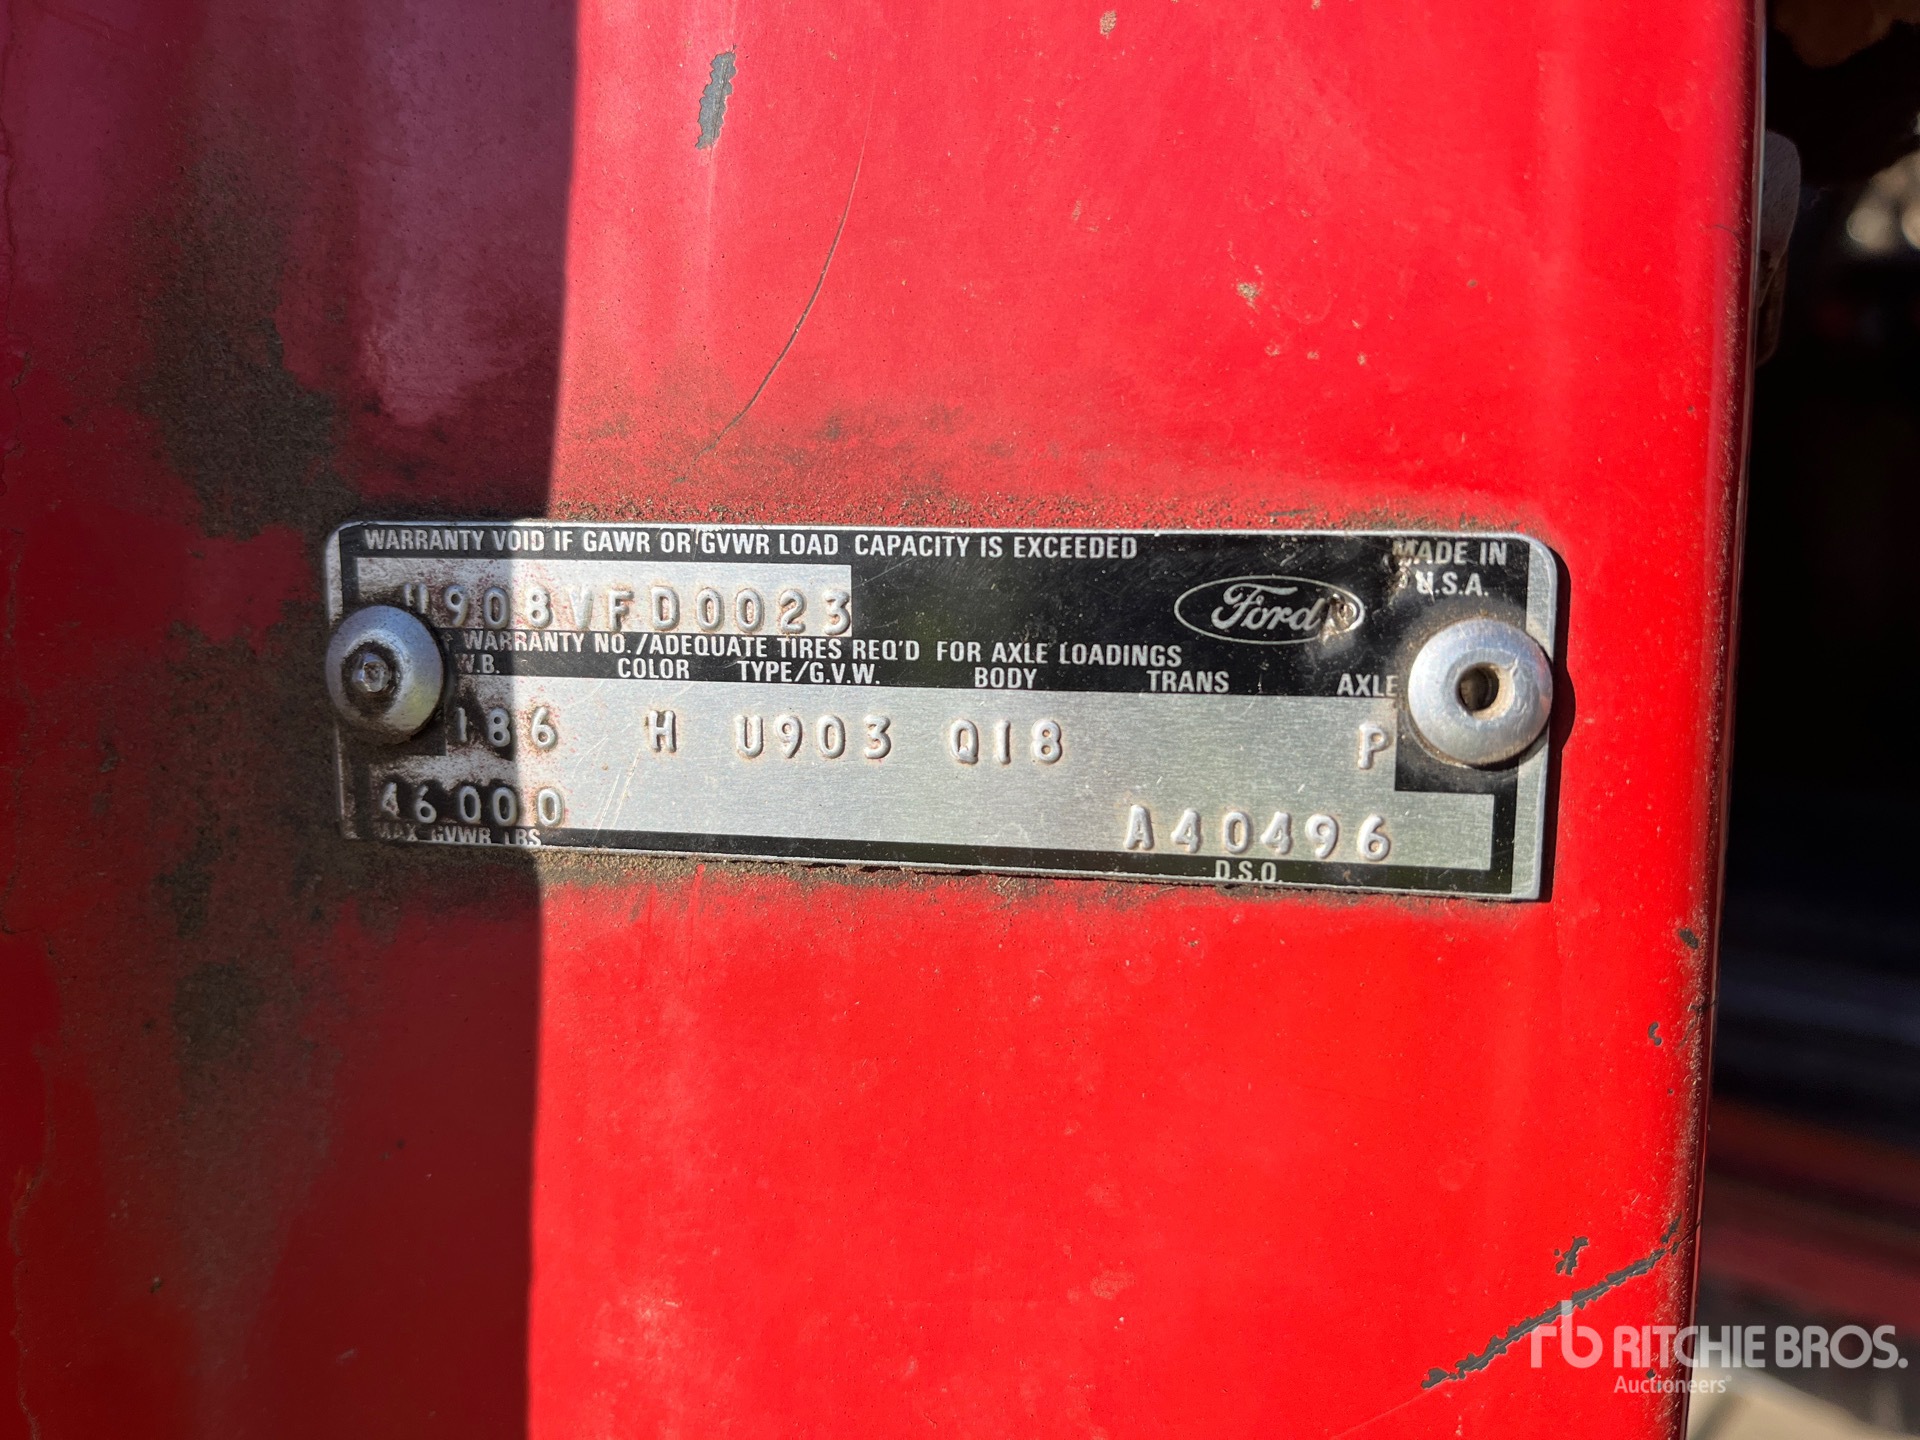 WARRANTY VOID IF GAWR OR GVWR LOAD CAPACITY IS EXCEEDED
MADE IN
U.S.A.
U908VFD0023
Ford
WARRANTY NO./ADEQUATE TIRES REQ'D FOR AXLE LOADINGS
W.B. COLOR TYPE/G.V.W. BODY TRANS AXLE
186 H U903 Q18 P
46000 A40496
MAX GVWR LBS D.S.O.
rb RITCHIE BROS.
Auctioneers